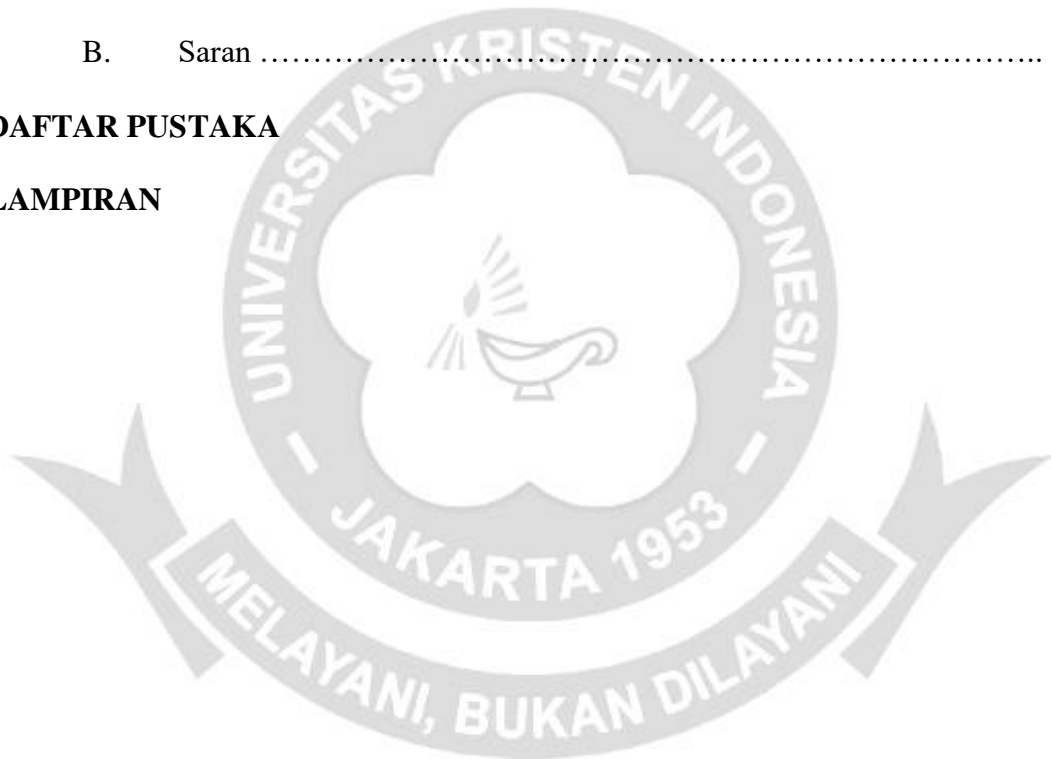 B. Saran …………………………………………………………………..
DAFTAR PUSTAKA
LAMPIRAN
UNIVERSITAS KRISTEN INDONESIA
- JAKARTA 1953 -
MELAYANI, BUKAN DILAYANI